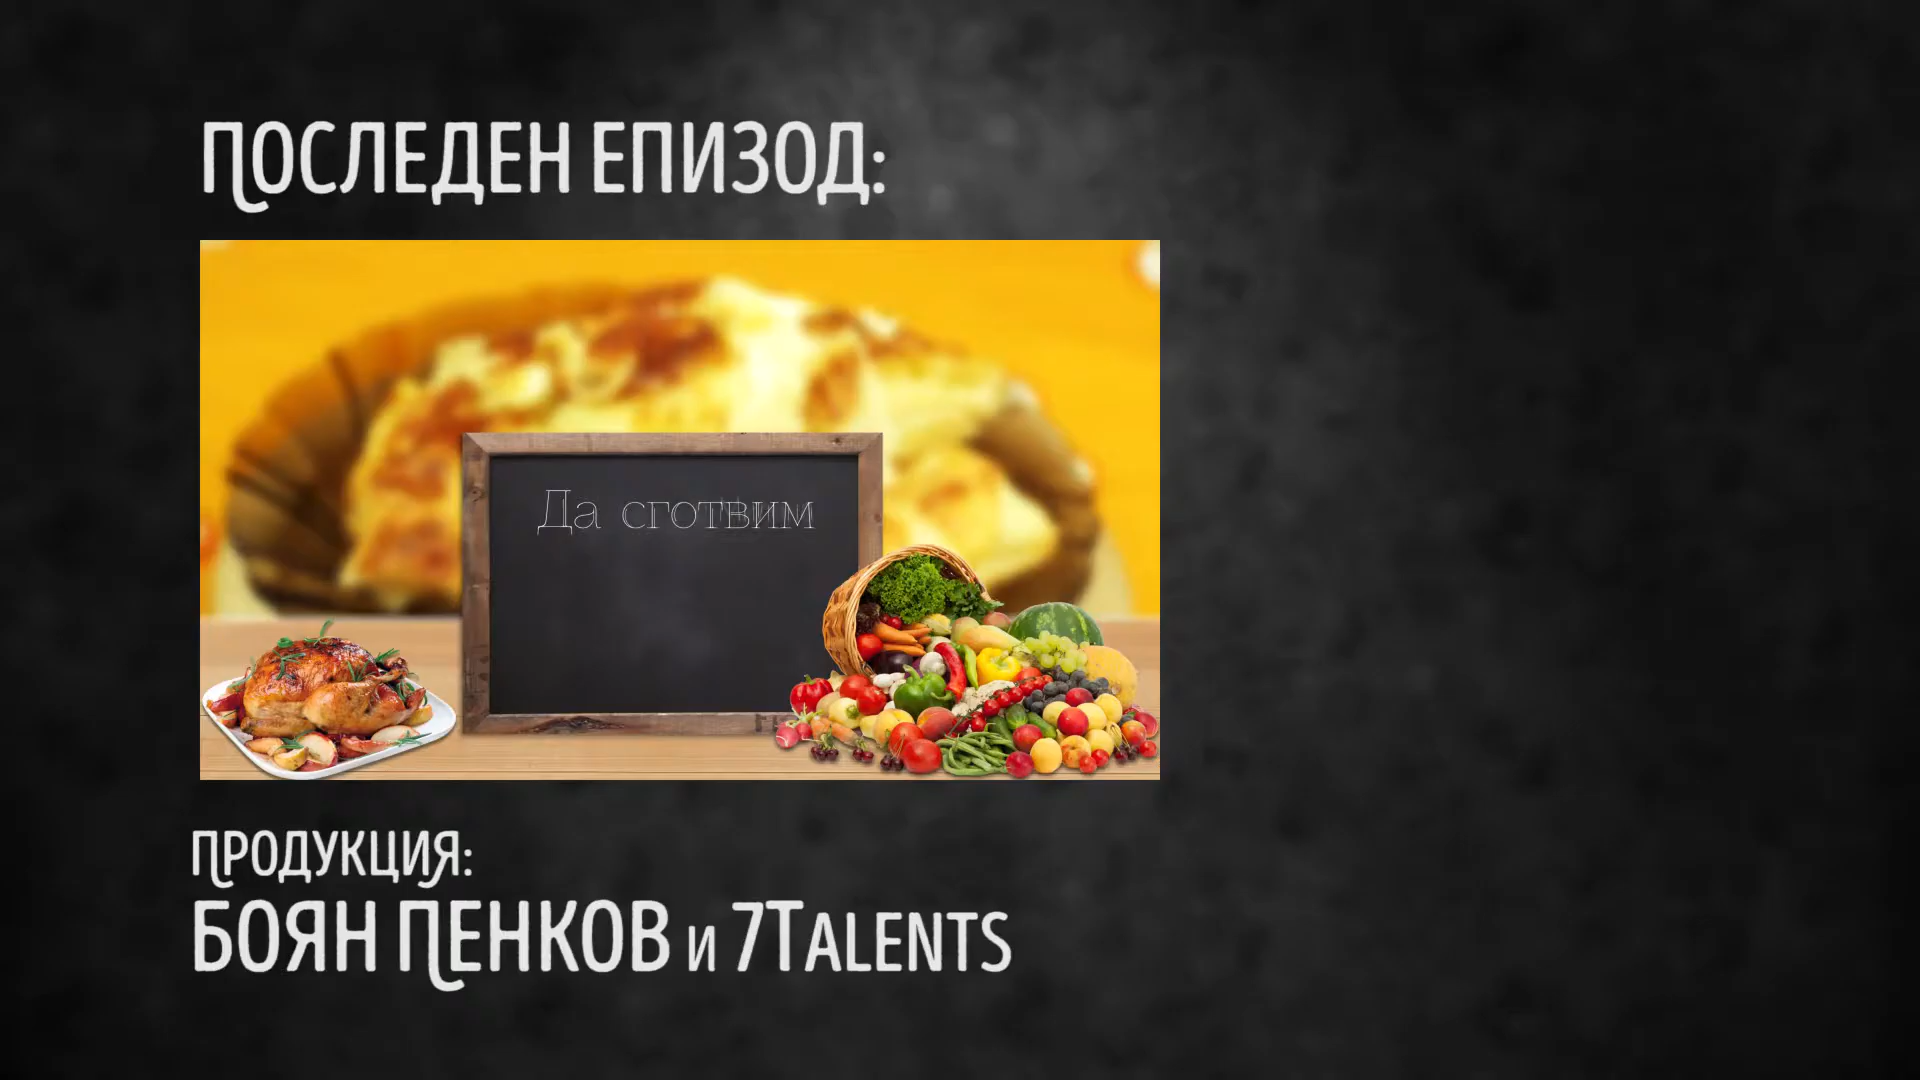 ПОСЛЕДЕН ЕПИЗОД:
Да сготвим
ПРОДУКЦИЯ:
БОЯН ПЕНКОВ и 7TALENTS